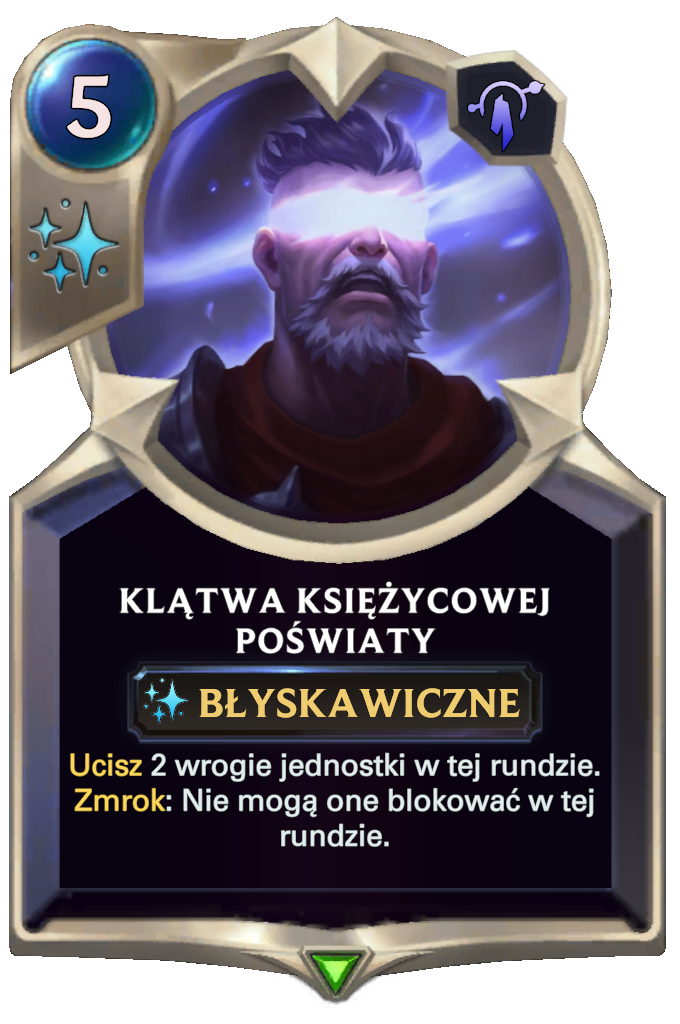 5
KLĄTWA KSIĘŻYCOWEJ
POŚWIATY
BŁYSKAWICZNE
Ucisz 2 wrogie jednostki w tej rundzie.
Zmrok: Nie mogą one blokować w tej
rundzie.